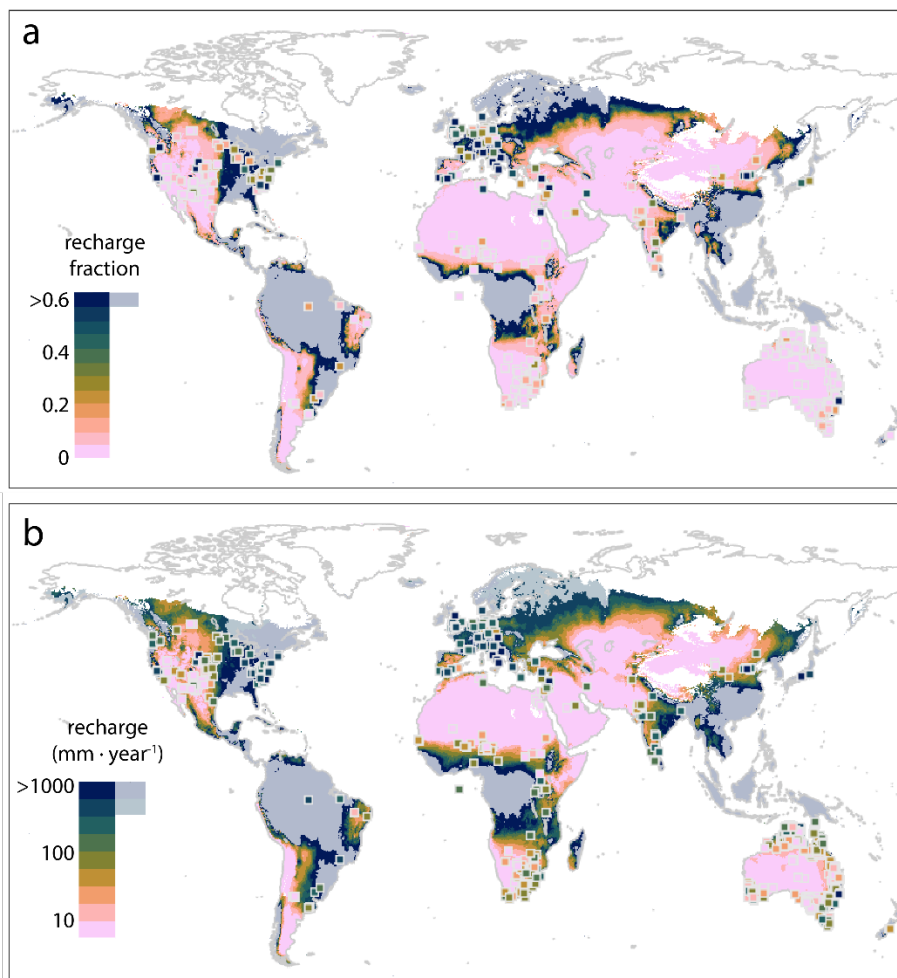 a
recharge
fraction
>0.6
0.4
0.2
0
b
recharge
(mm · year⁻¹)
>1000
100
10